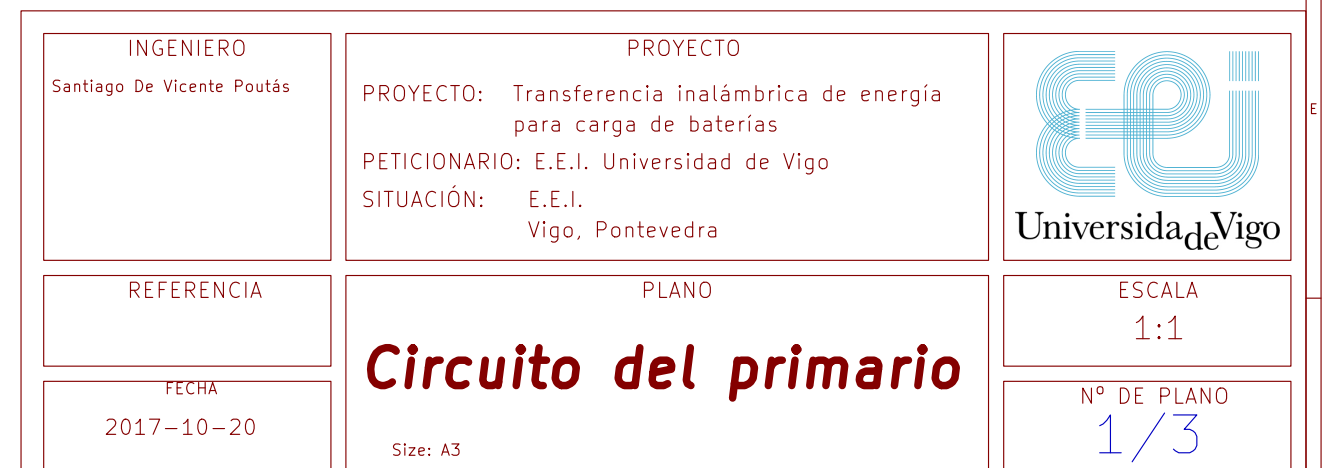 INGENIERO
Santiago De Vicente Poutás
PROYECTO
PROYECTO: Transferencia inalámbrica de energía
para carga de baterías
PETICIONARIO: E.E.I. Universidad de Vigo
SITUACIÓN: E.E.I.
Vigo, Pontevedra
eei
UniversidadeVigo
E
REFERENCIA
PLANO
Circuito del primario
Size: A3
ESCALA
1:1
FECHA
2017-10-20
Nº DE PLANO
1/3